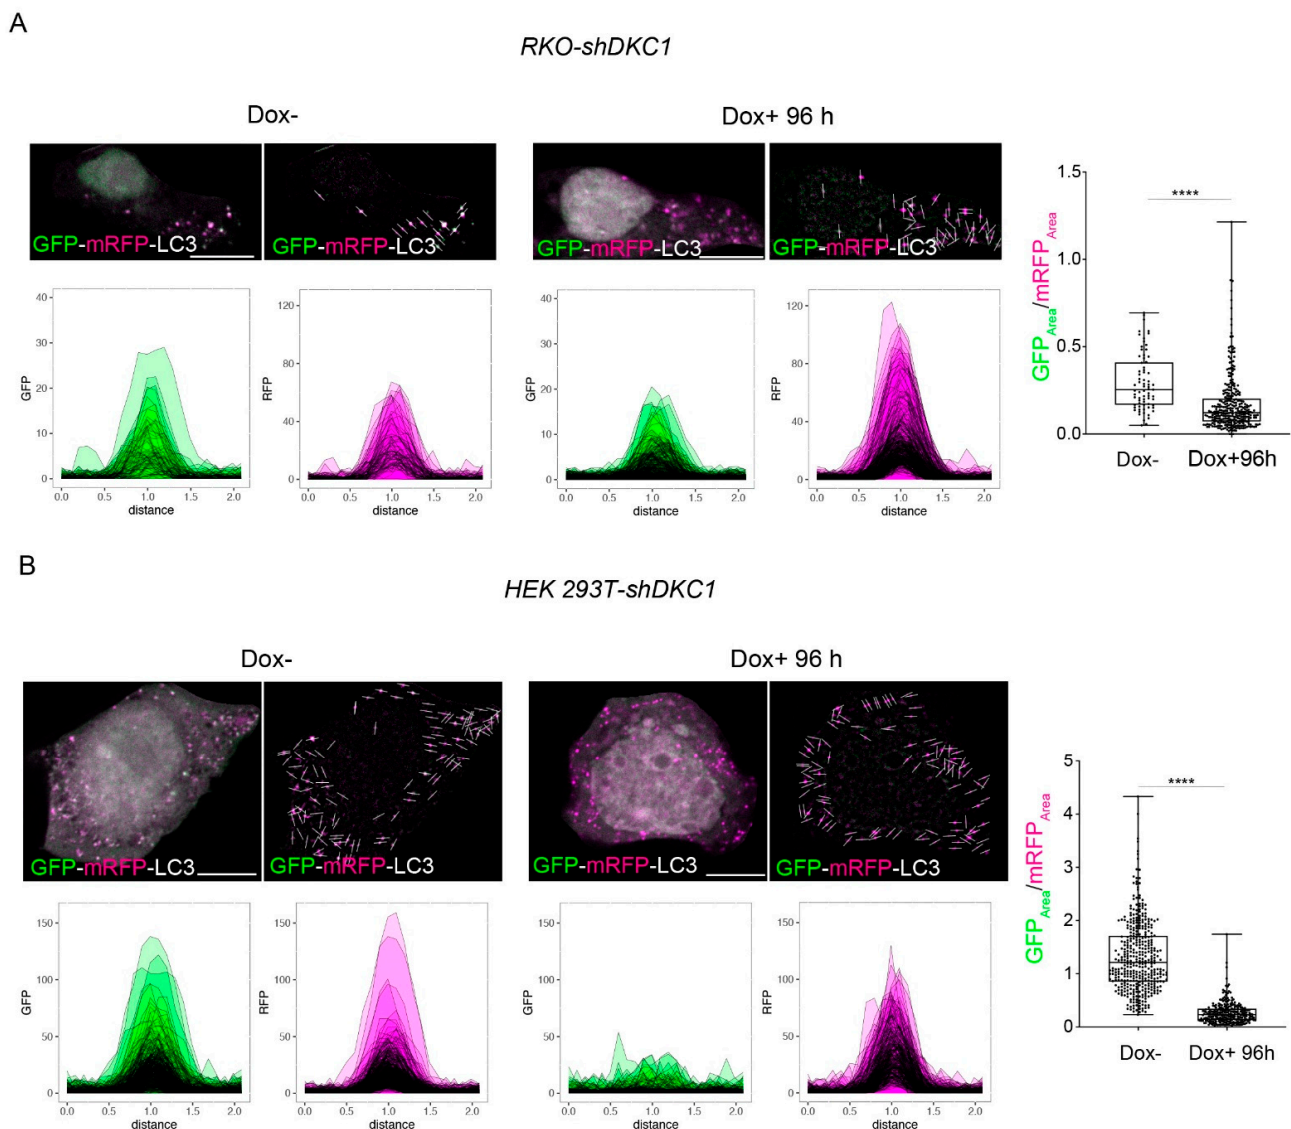 A
RKO-shDKC1
Dox-
Dox+ 96 h
GFP-mRFP-LC3
GFP-mRFP-LC3
GFP-mRFP-LC3
GFP-mRFP-LC3
40
30
20
10
0
GFP
0.0 0.5 1.0 1.5 2.0
distance
120
80
40
0
RFP
0.0 0.5 1.0 1.5 2.0
distance
40
30
20
10
0
GFP
0.0 0.5 1.0 1.5 2.0
distance
120
80
40
0
RFP
0.0 0.5 1.0 1.5 2.0
distance
GFP Area/mRFP Area
1.5
1.0
0.5
0.0
****
Dox- Dox+96h
B
HEK 293T-shDKC1
Dox-
Dox+ 96 h
GFP-mRFP-LC3
GFP-mRFP-LC3
GFP-mRFP-LC3
GFP-mRFP-LC3
150
100
50
0
GFP
0.0 0.5 1.0 1.5 2.0
distance
150
100
50
0
RFP
0.0 0.5 1.0 1.5 2.0
distance
150
100
50
0
GFP
0.0 0.5 1.0 1.5 2.0
distance
150
100
50
0
RFP
0.0 0.5 1.0 1.5 2.0
distance
GFP Area/mRFP Area
5
4
3
2
1
0
****
Dox- Dox+ 96h